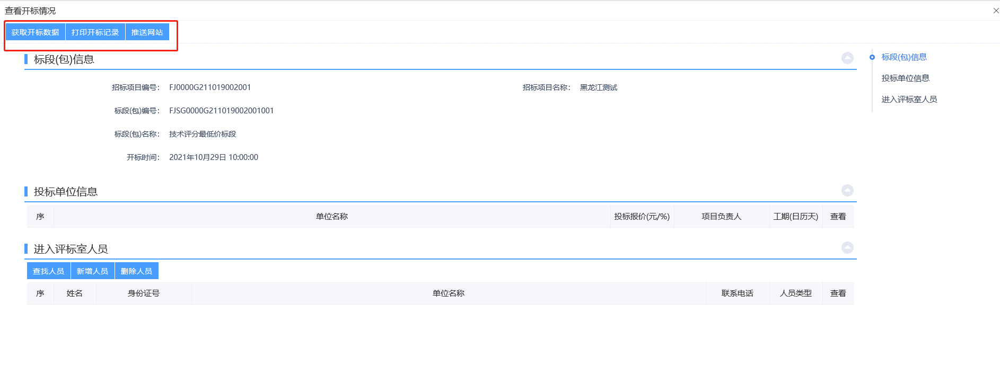 查看开标情况
获取开标数据 打印开标记录 推送网站
标段(包)信息
招标项目编号： FJ0000G211019002001 招标项目名称： 黑龙江测试
标段(包)编号： FJSG0000G211019002001001
标段(包)名称： 技术评分最低价标段
开标时间： 2021年10月29日 10:00:00
投标单位信息
序 单位名称 投标报价(元/%) 项目负责人 工期(日历天) 查看
进入评标室人员
查找人员 新增人员 删除人员
序 姓名 身份证号 单位名称 联系电话 人员类型 查看
标段(包)信息
投标单位信息
进入评标室人员